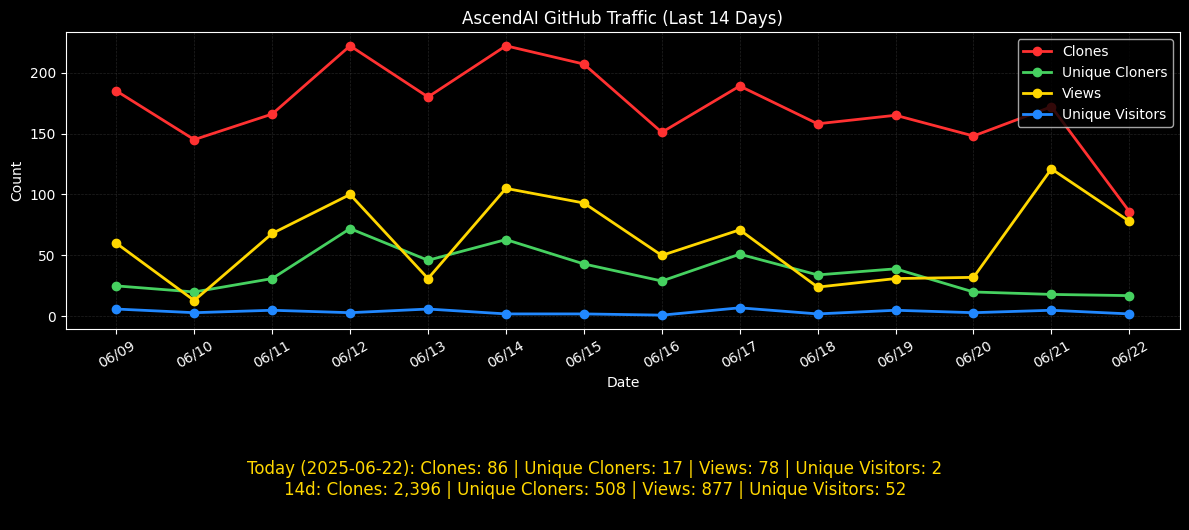 AscendAI GitHub Traffic (Last 14 Days)
Clones
Unique Cloners
Views
Unique Visitors
Count
200
150
100
50
0
06/09 06/10 06/11 06/12 06/13 06/14 06/15 06/16 06/17 06/18 06/19 06/20 06/21 06/22
Date
Today (2025-06-22): Clones: 86 | Unique Cloners: 17 | Views: 78 | Unique Visitors: 2
14d: Clones: 2,396 | Unique Cloners: 508 | Views: 877 | Unique Visitors: 52